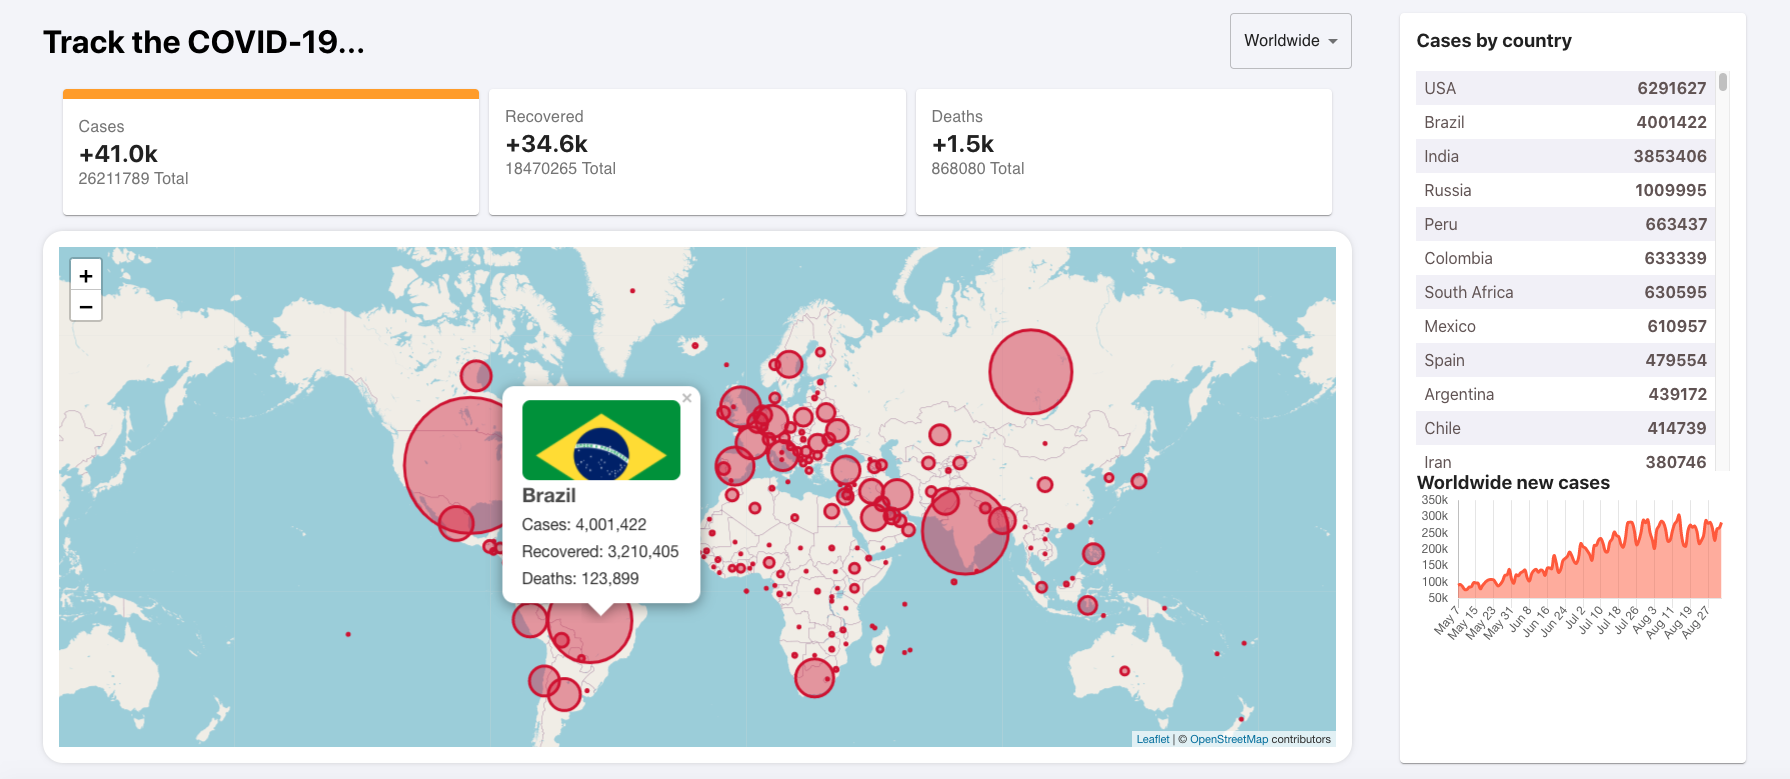 Track the COVID-19...
Worldwide
Cases
+41.0k
26211789 Total
Recovered
+34.6k
18470265 Total
Deaths
+1.5k
868080 Total
+
−
×
Brazil
Cases: 4,001,422
Recovered: 3,210,405
Deaths: 123,899
Leaflet | © OpenStreetMap contributors
Cases by country
USA 6291627
Brazil 4001422
India 3853406
Russia 1009995
Peru 663437
Colombia 633339
South Africa 630595
Mexico 610957
Spain 479554
Argentina 439172
Chile 414739
Iran 380746
Worldwide new cases
350k
300k
250k
200k
150k
100k
50k
May 7
May 15
May 23
May 31
Jun 8
Jun 16
Jun 24
Jul 2
Jul 10
Jul 18
Jul 26
Aug 3
Aug 11
Aug 19
Aug 27